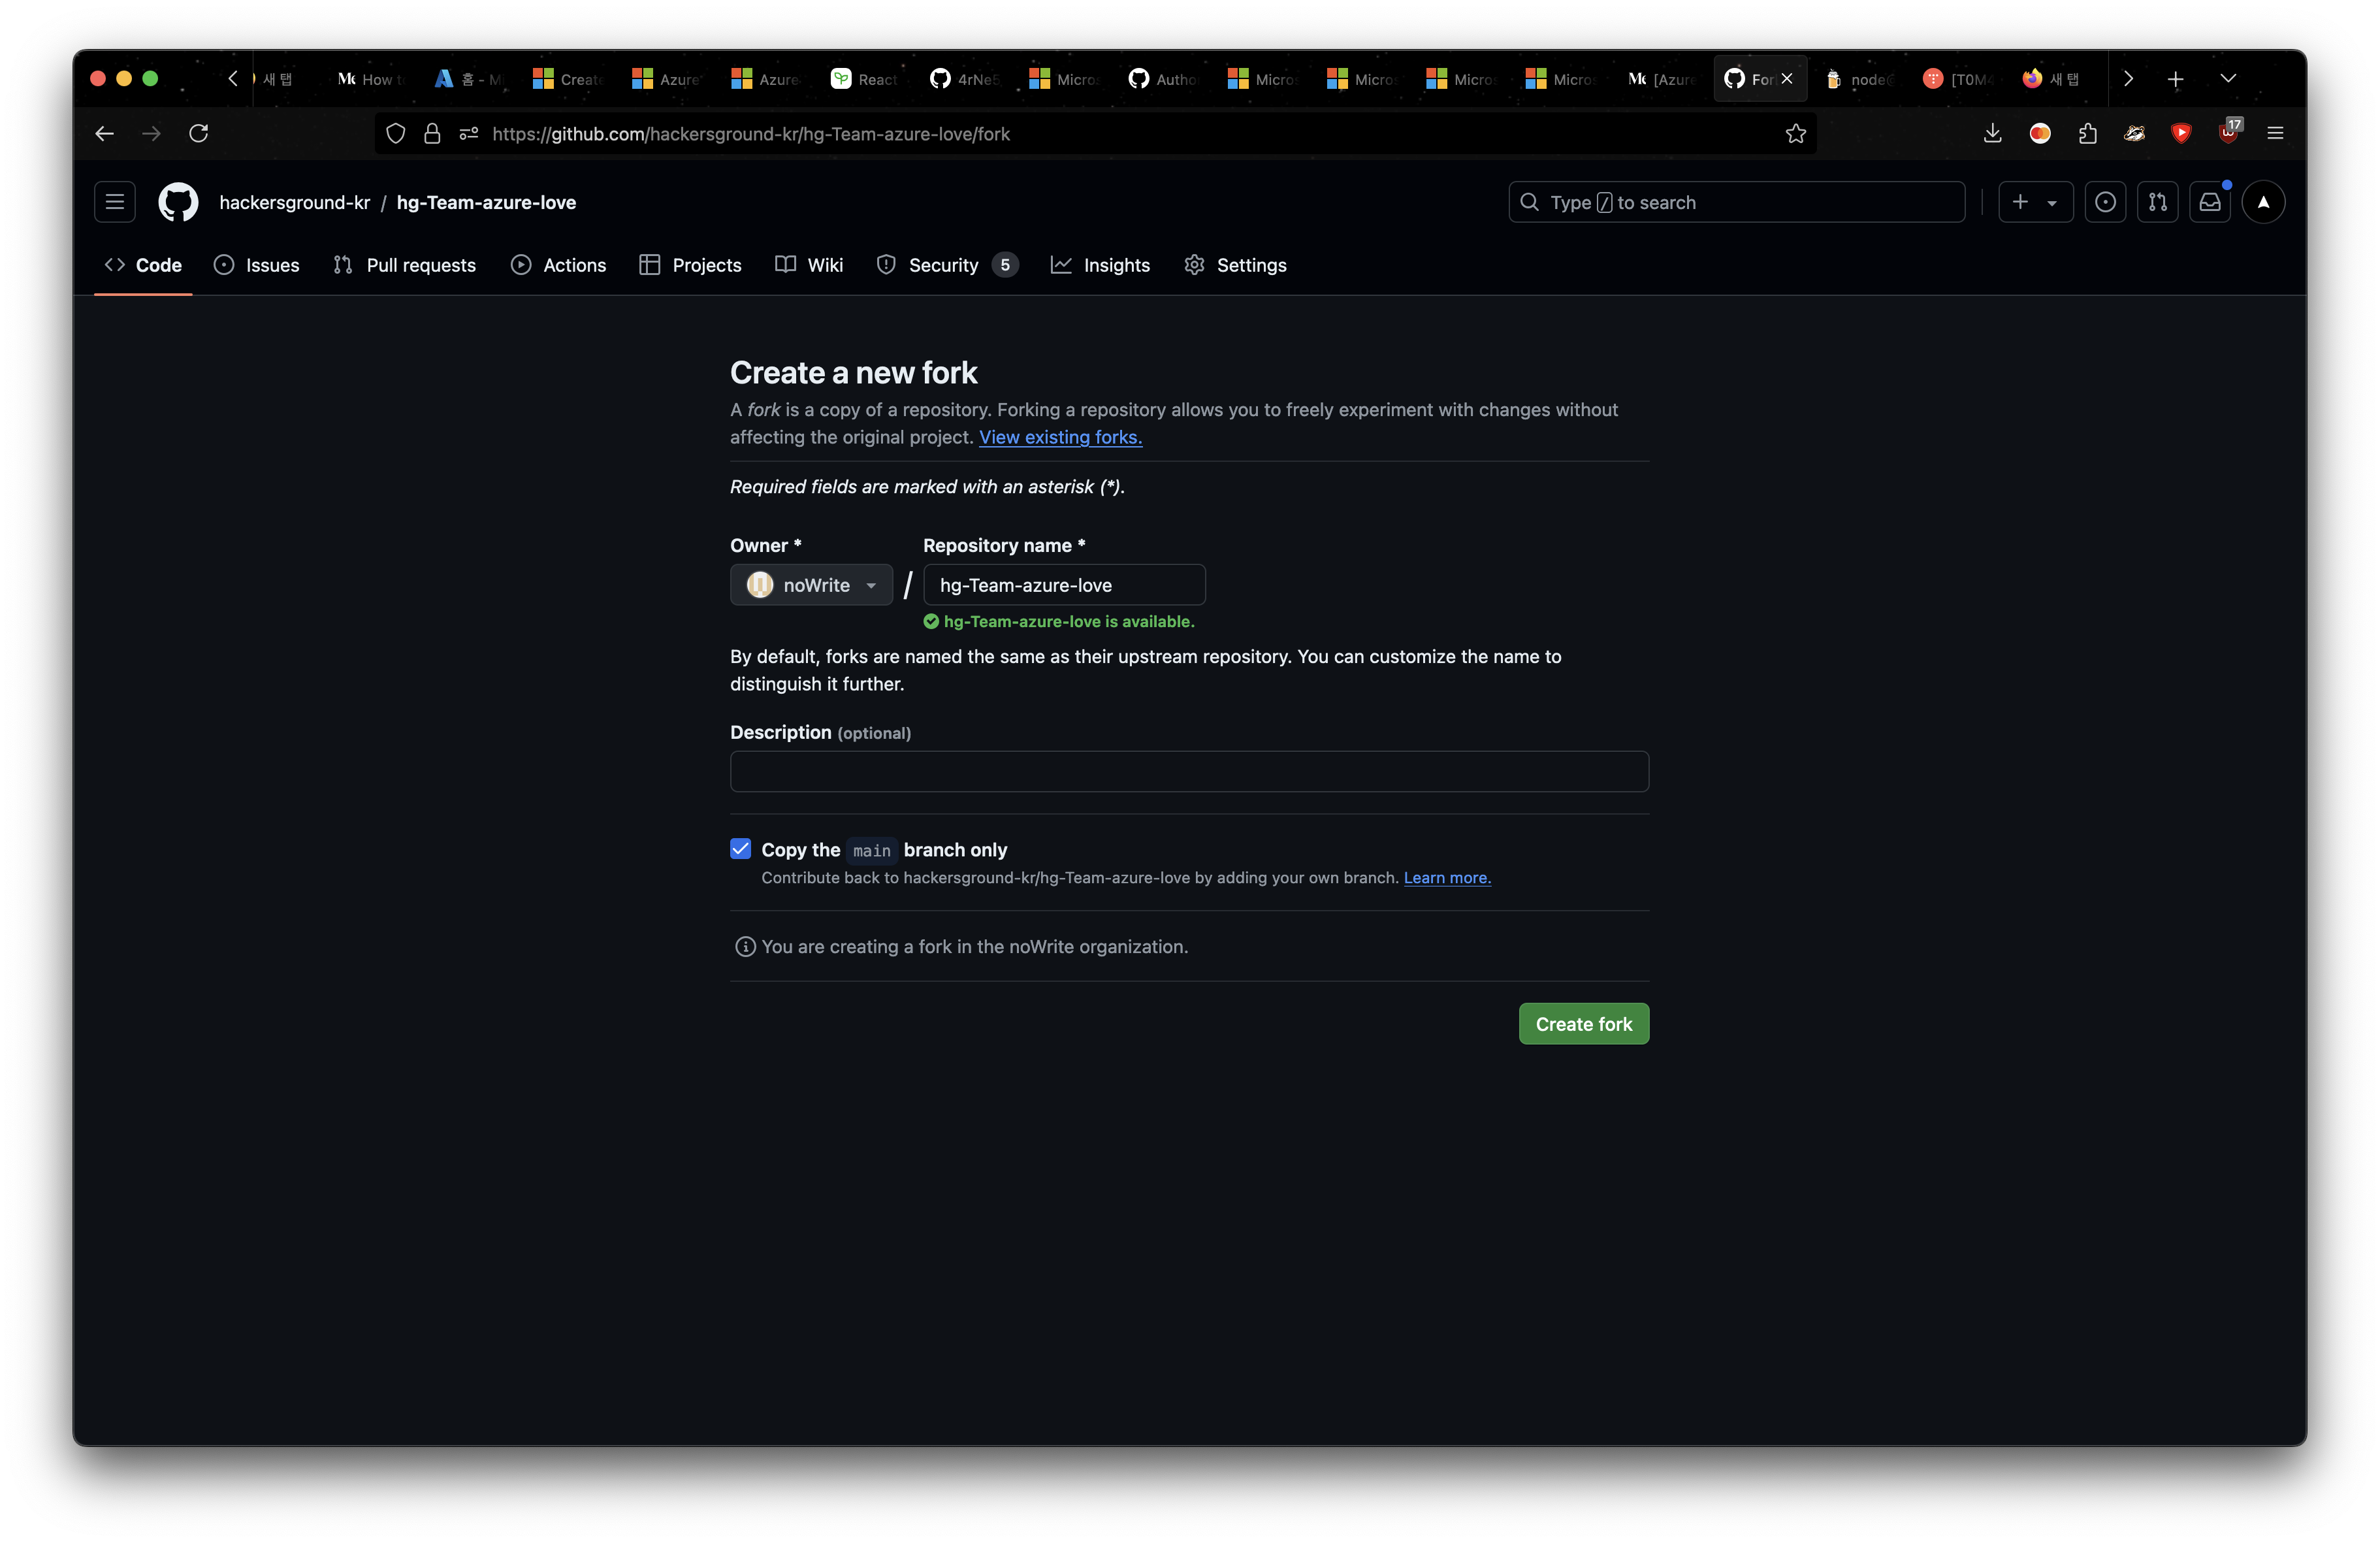 새 탭
How t
홈 - M
Create
Azure
Azure
React
4rNe5
Micros
Autho
Micros
Micros
Micros
Micros
[Azure
For
node@
[T0M4
새 탭
https://github.com/hackersground-kr/hg-Team-azure-love/fork
17
hackersground-kr / hg-Team-azure-love
Type / to search
Code
Issues
Pull requests
Actions
Projects
Wiki
Security 5
Insights
Settings
Create a new fork
A fork is a copy of a repository. Forking a repository allows you to freely experiment with changes without
affecting the original project. View existing forks.
Required fields are marked with an asterisk (*).
Owner * Repository name *
noWrite / hg-Team-azure-love
hg-Team-azure-love is available.
By default, forks are named the same as their upstream repository. You can customize the name to
distinguish it further.
Description (optional)
Copy the main branch only
Contribute back to hackersground-kr/hg-Team-azure-love by adding your own branch. Learn more.
You are creating a fork in the noWrite organization.
Create fork